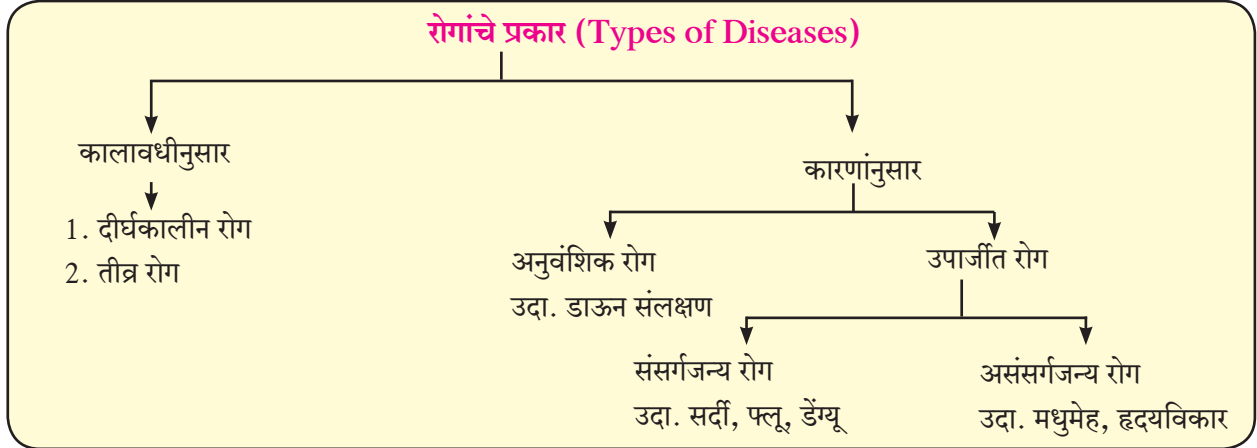 रोगांचे प्रकार (Types of Diseases)
कालावधीनुसार
1. दीर्घकालीन रोग
2. तीव्र रोग
कारणांनुसार
अनुवंशिक रोग
उदा. डाऊन संलक्षण
उपार्जीत रोग
संसर्गजन्य रोग
उदा. सर्दी, फ्लू, डेंग्यू
असंसर्गजन्य रोग
उदा. मधुमेह, हृदयविकार